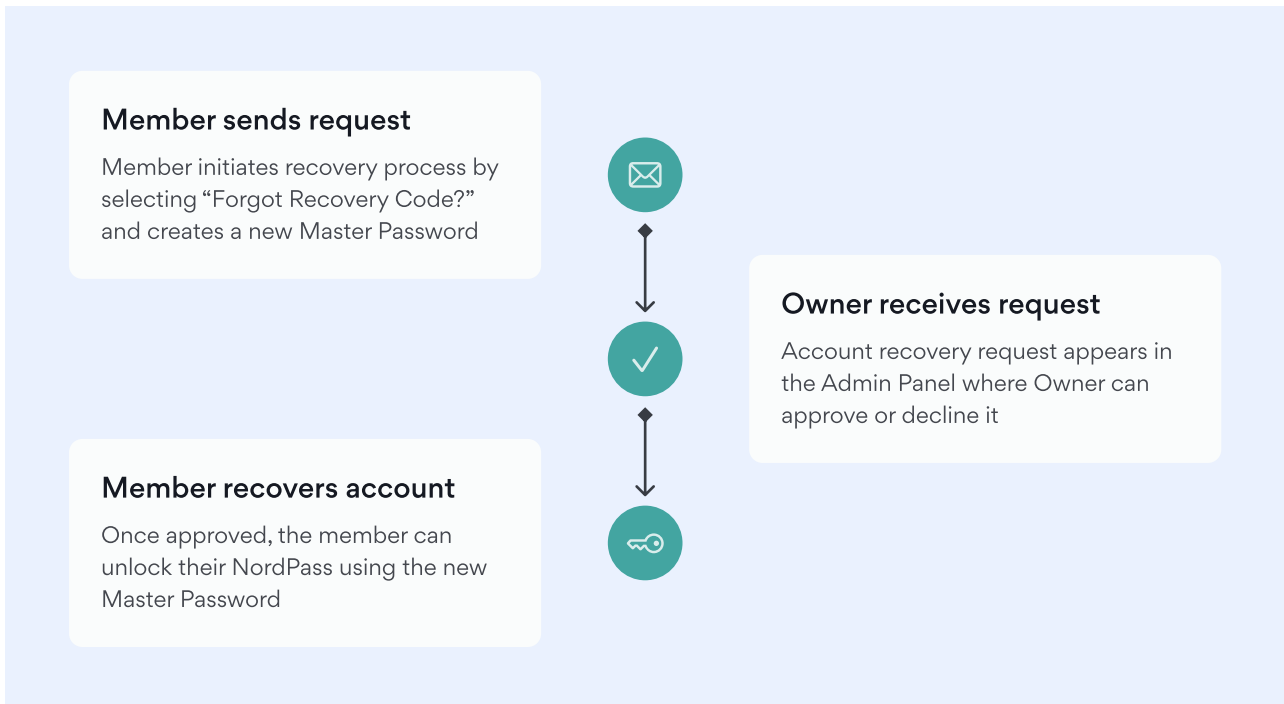 Member sends request
Member initiates recovery process by
selecting “Forgot Recovery Code?”
and creates a new Master Password
Owner receives request
Account recovery request appears in
the Admin Panel where Owner can
approve or decline it
Member recovers account
Once approved, the member can
unlock their NordPass using the new
Master Password